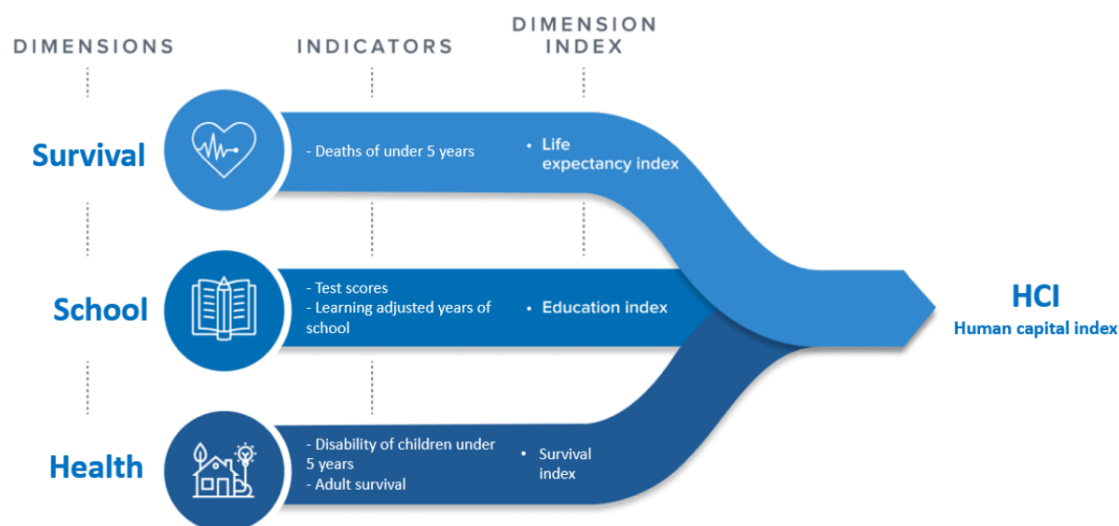 DIMENSIONS
INDICATORS
DIMENSION
INDEX
Survival
- Deaths of under 5 years
• Life
expectancy index
School
- Test scores
- Learning adjusted years of
school
• Education index
HCI
Human capital index
Health
- Disability of children under
5 years
- Adult survival
• Survival
index